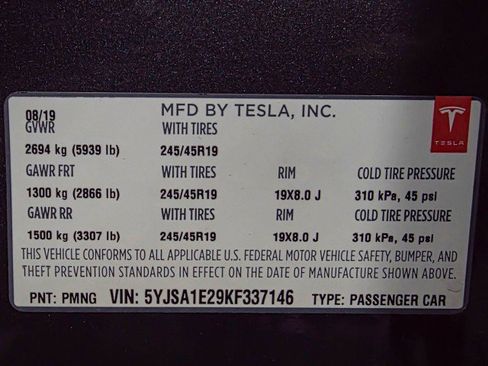 08/19 MFD BY TESLA, INC.
GVWR WITH TIRES TESLA
2694 kg (5939 lb) 245/45R19
GAWR FRT WITH TIRES RIM COLD TIRE PRESSURE
1300 kg (2866 lb) 245/45R19 19X8.0 J 310 kPa, 45 psi
GAWR RR WITH TIRES RIM COLD TIRE PRESSURE
1500 kg (3307 lb) 245/45R19 19X8.0 J 310 kPa, 45 psi
THIS VEHICLE CONFORMS TO ALL APPLICABLE U.S. FEDERAL MOTOR VEHICLE SAFETY, BUMPER, AND
THEFT PREVENTION STANDARDS IN EFFECT ON THE DATE OF MANUFACTURE SHOWN ABOVE.
PNT: PMNG VIN: 5YJSA1E29KF337146 TYPE: PASSENGER CAR